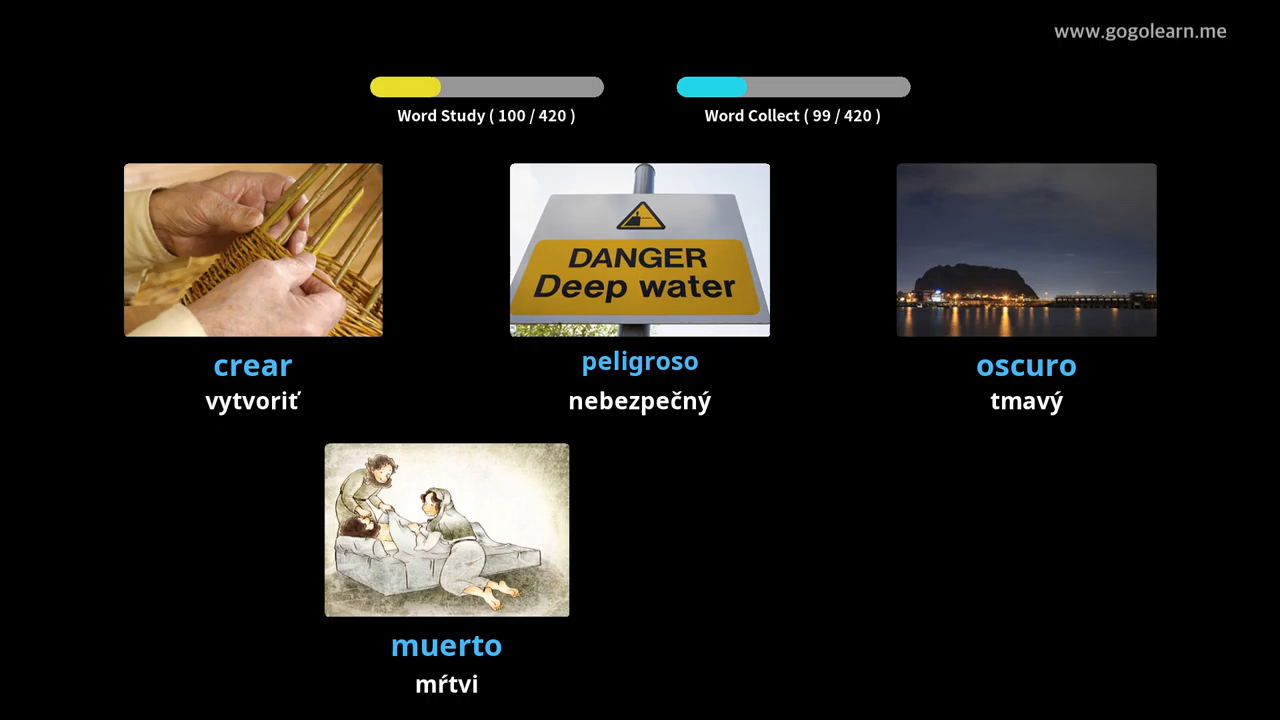 www.gogolearn.me
Word Study ( 100 / 420 )
Word Collect ( 99 / 420 )
DANGER
Deep water
crear
vytvoriť
peligroso
nebezpečný
oscuro
tmavý
muerto
mŕtvi